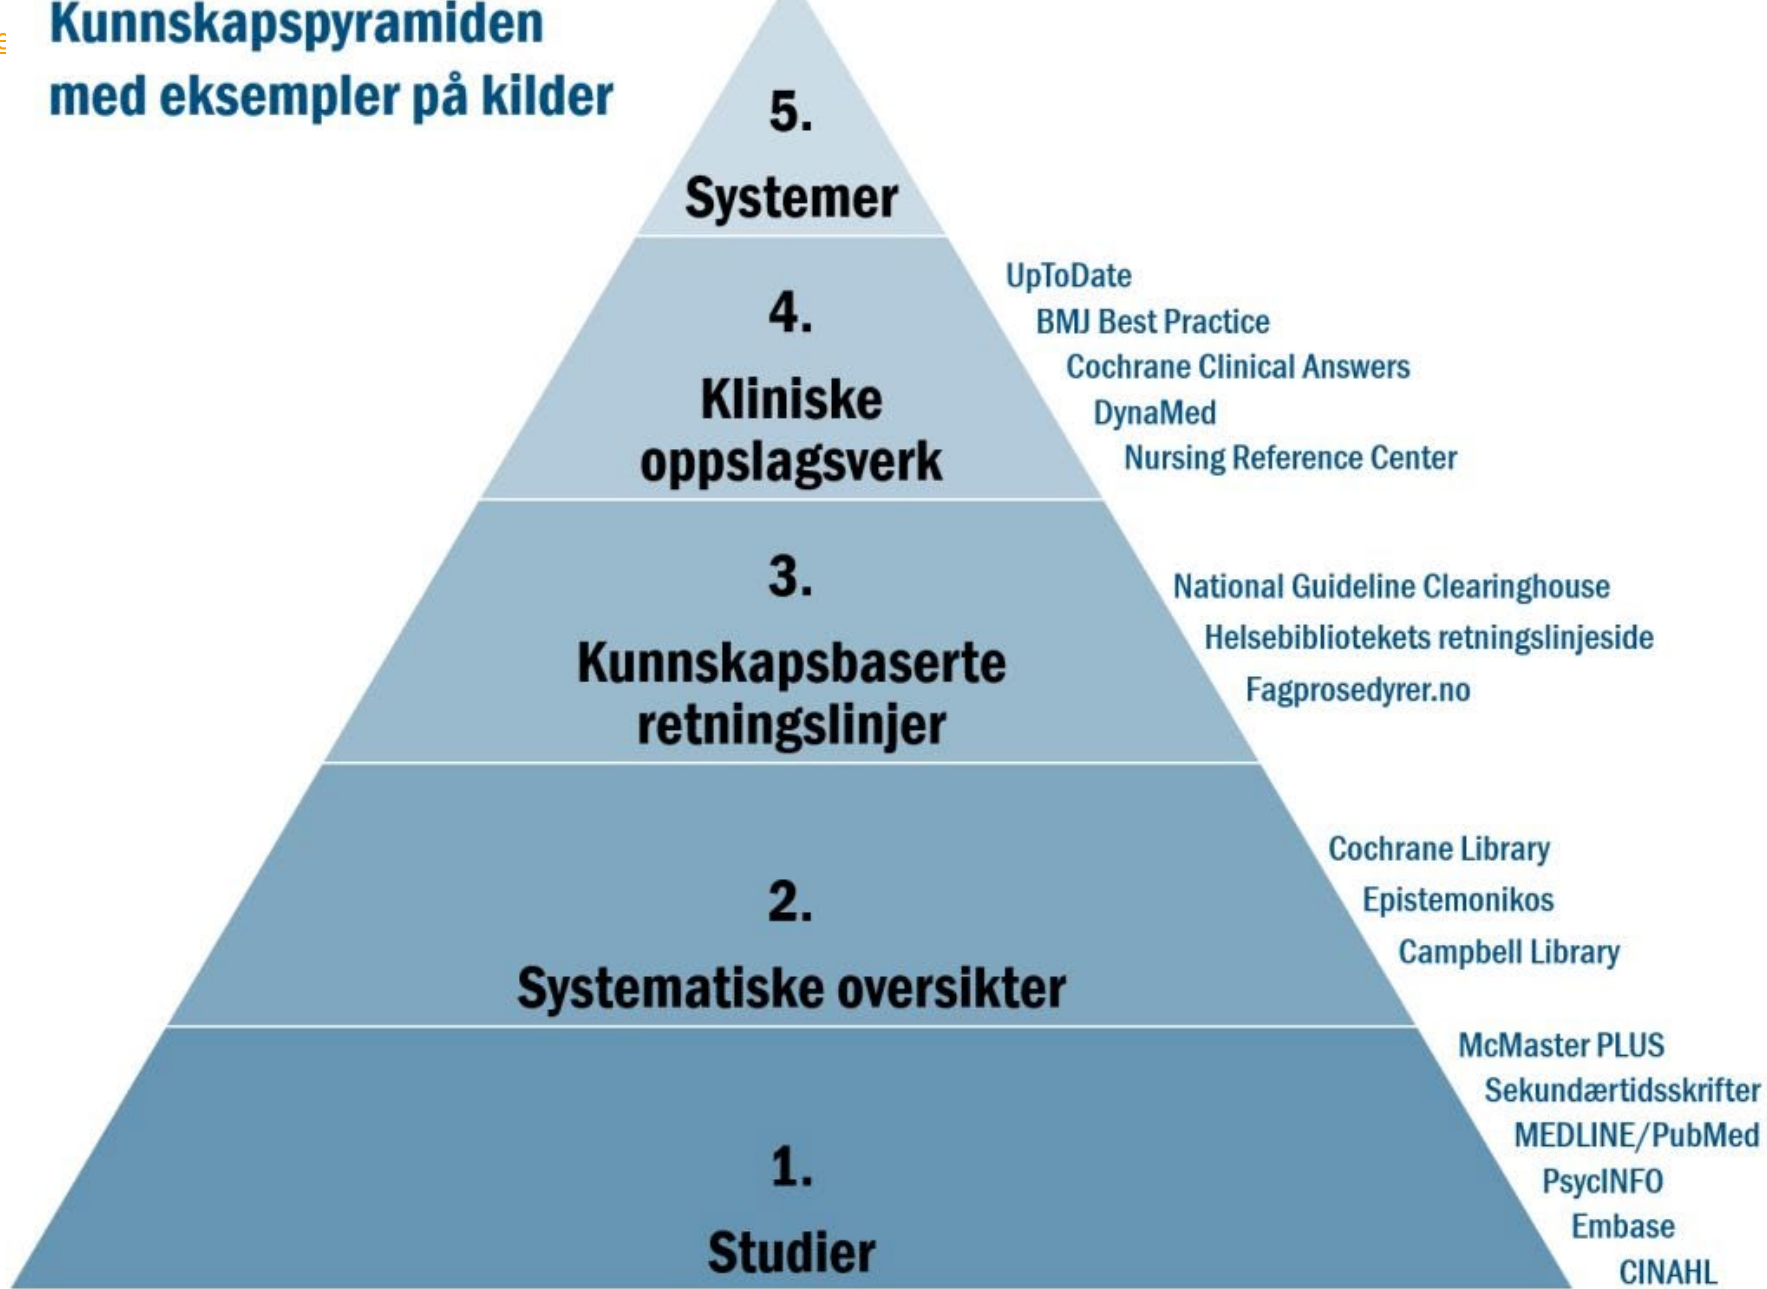 Kunnskapspyramiden
med eksempler på kilder
5.
Systemer
4.
Kliniske
oppslagsverk
UpToDate
BMJ Best Practice
Cochrane Clinical Answers
DynaMed
Nursing Reference Center
3.
Kunnskapsbaserte
retningslinjer
National Guideline Clearinghouse
Helsebibliotekets retningslinjeside
Fagprosedyrer.no
2.
Systematiske oversikter
Cochrane Library
Epistemonikos
Campbell Library
1.
Studier
McMaster PLUS
Sekundærtidsskrifter
MEDLINE/PubMed
PsycINFO
Embase
CINAHL